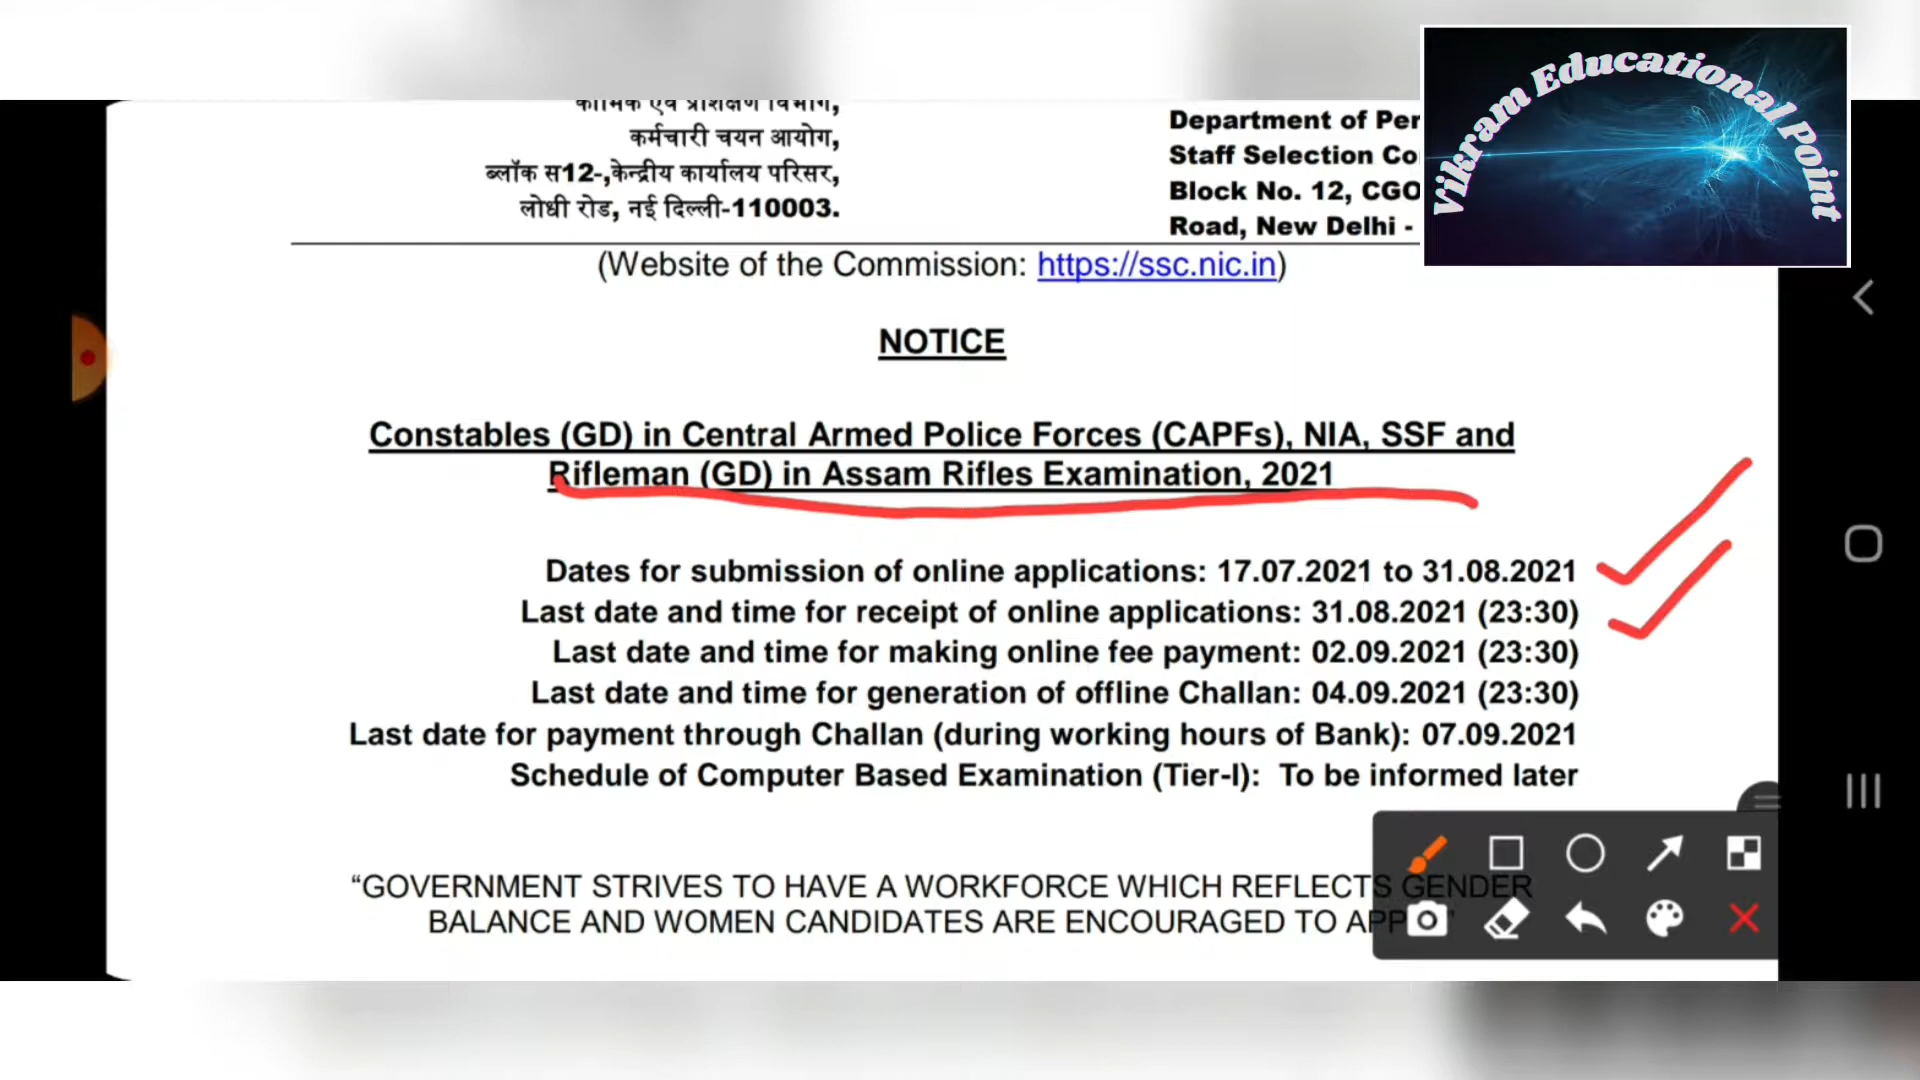 कार्मिक एवं प्रशिक्षण विभाग,
कर्मचारी चयन आयोग,
ब्लॉक स12-,केन्द्रीय कार्यालय परिसर,
लोधी रोड, नई दिल्ली-110003.
Department of Per
Staff Selection Co
Block No. 12, CGO
Road, New Delhi -
Vikram Educational Point
(Website of the Commission: https://ssc.nic.in)
NOTICE
Constables (GD) in Central Armed Police Forces (CAPFs), NIA, SSF and
Rifleman (GD) in Assam Rifles Examination, 2021
Dates for submission of online applications: 17.07.2021 to 31.08.2021
Last date and time for receipt of online applications: 31.08.2021 (23:30)
Last date and time for making online fee payment: 02.09.2021 (23:30)
Last date and time for generation of offline Challan: 04.09.2021 (23:30)
Last date for payment through Challan (during working hours of Bank): 07.09.2021
Schedule of Computer Based Examination (Tier-I): To be informed later
“GOVERNMENT STRIVES TO HAVE A WORKFORCE WHICH REFLECTS GENDER
BALANCE AND WOMEN CANDIDATES ARE ENCOURAGED TO APP